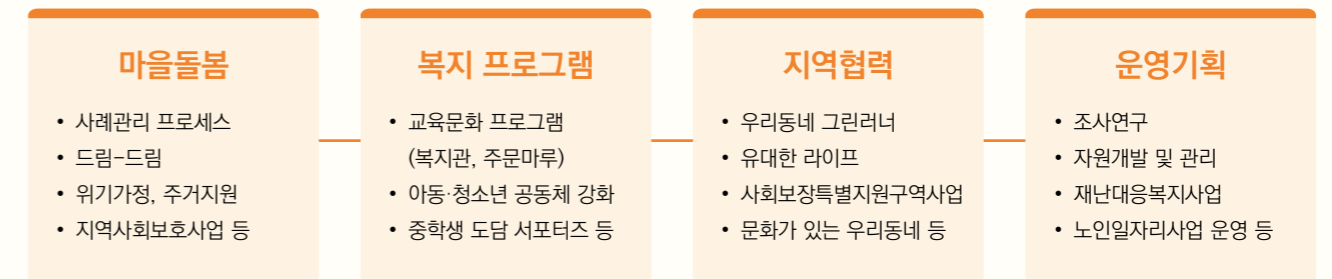 마을돌봄
• 사례관리 프로세스
• 드림-드림
• 위기가정, 주거지원
• 지역사회보호사업 등
복지 프로그램
• 교육문화 프로그램
(복지관, 주문마루)
• 아동·청소년 공동체 강화
• 중학생 도담 서포터즈 등
지역협력
• 우리동네 그린러너
• 유대한 라이프
• 사회보장특별지원구역사업
• 문화가 있는 우리동네 등
운영기획
• 조사연구
• 자원개발 및 관리
• 재난대응복지사업
• 노인일자리사업 운영 등